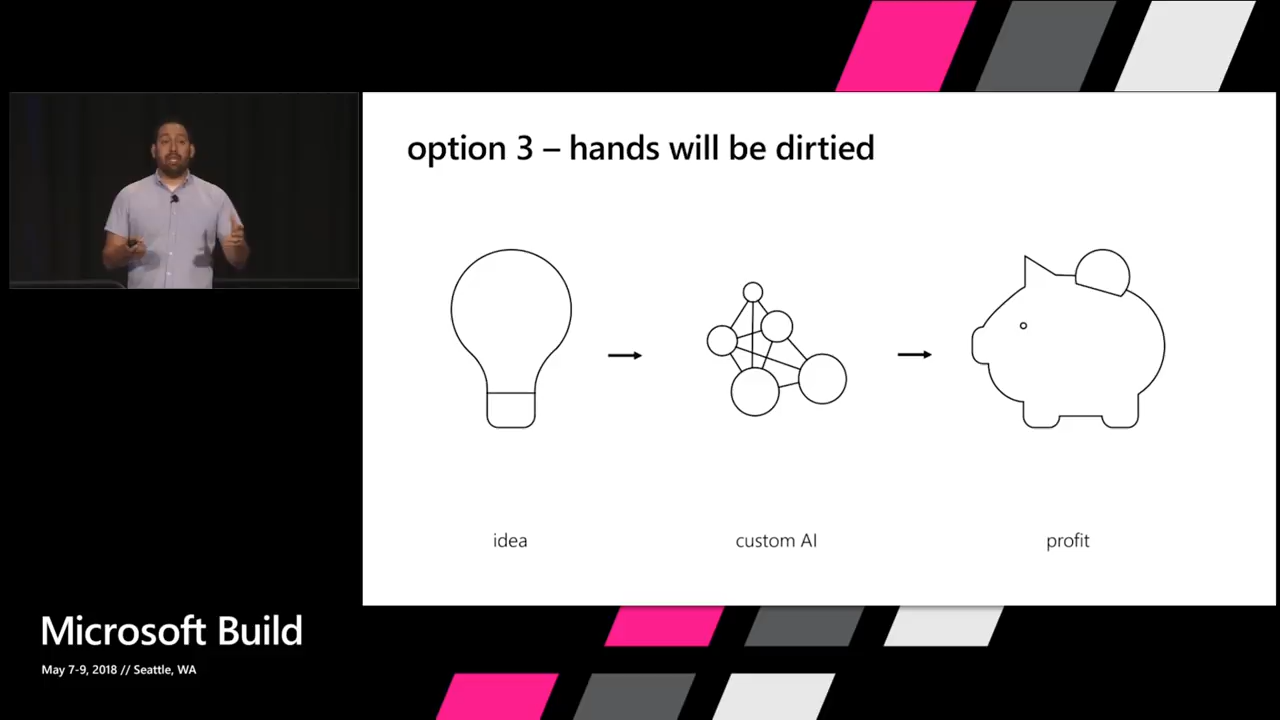 option 3 – hands will be dirtied
idea
custom AI
profit
Microsoft Build
May 7-9, 2018 // Seattle, WA